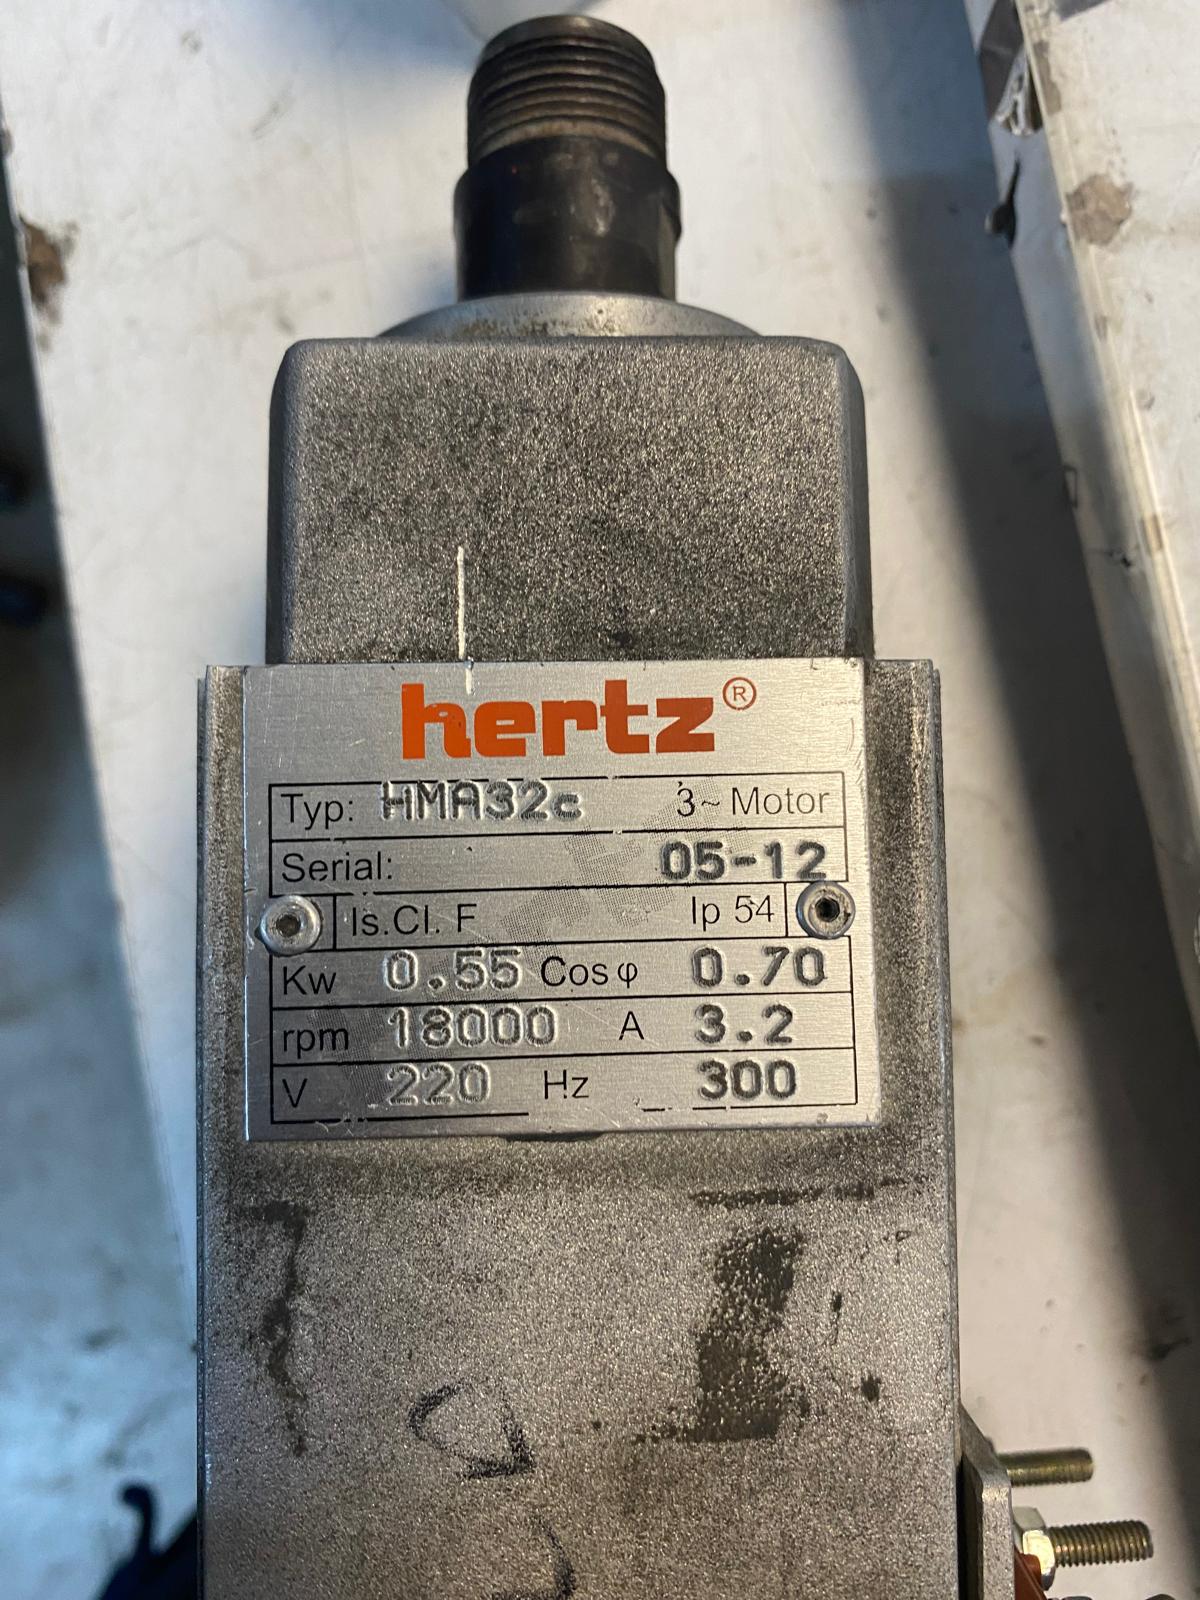 hertz®
Typ: HMA32c 3~ Motor
Serial: 05-12
Is.Cl. F Ip 54
Kw 0.55 Cos φ 0.70
rpm 18000 A 3.2
V 220 Hz 300